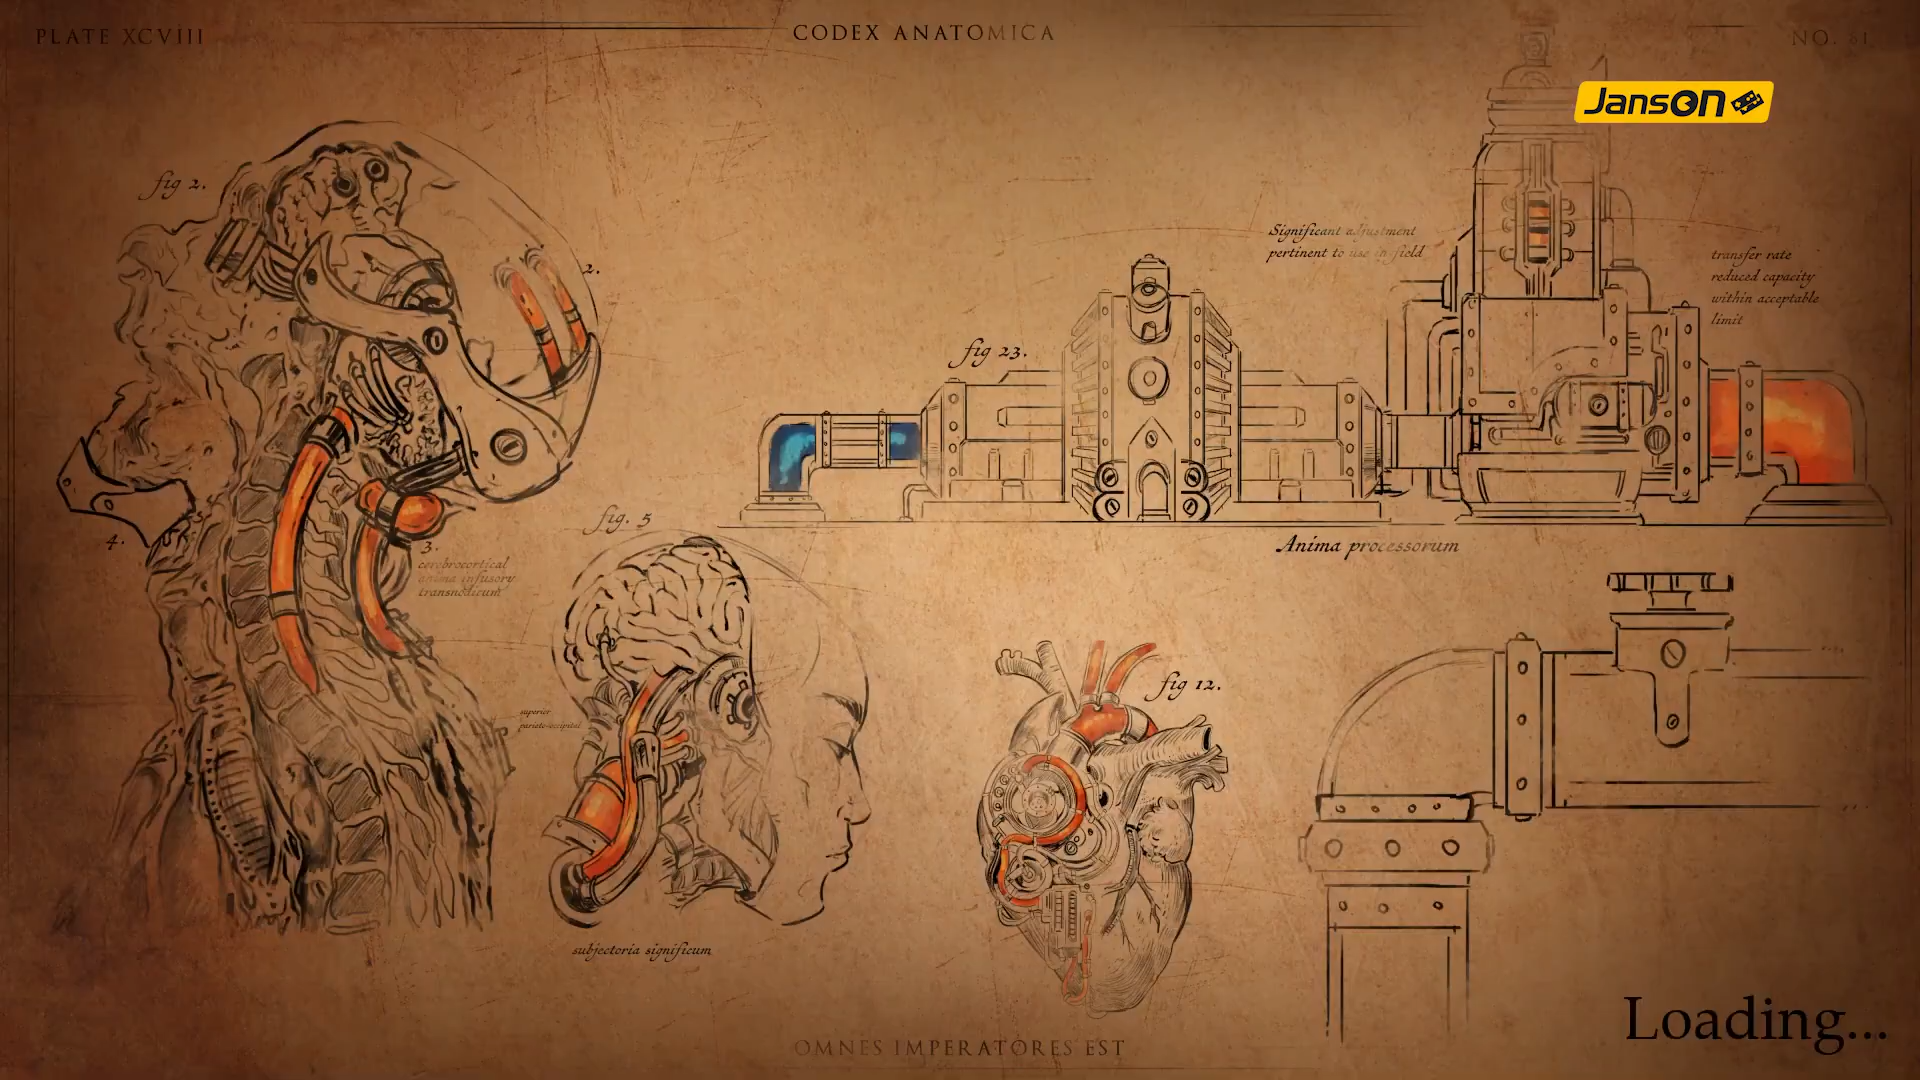 PLATE XCVIII
CODEX ANATOMICA
NO. 81
JansON
fig 2.
2.
Significant adjustment
pertinent to use in field
transfer rate
reduced capacity
within acceptable
limit
fig 23.
4.
3.
fig. 5
cerebrocortical
anima infusory
transnodicum
Anima processorum
fig 12.
superior
parieto-occipital
subjectoria significum
Loading...
OMNES IMPERATORES EST